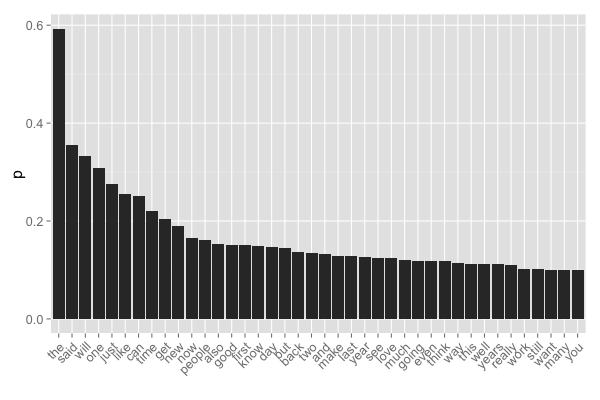 p
0.6
0.4
0.2
0.0
the
said
will
one
just
like
can
time
get
new
now
people
also
good
first
know
day
but
back
two
and
make
last
year
see
love
much
going
even
think
way
this
well
years
really
work
still
want
many
you